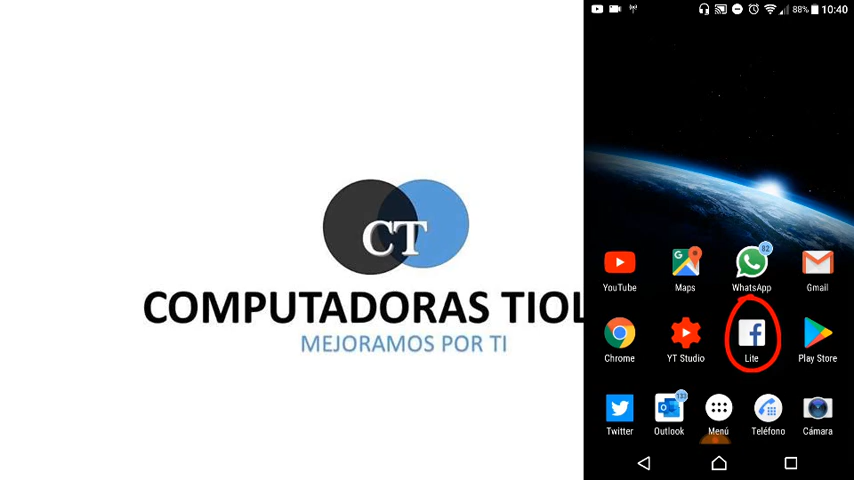 CT
COMPUTADORAS TIOL
MEJORAMOS POR TI
88% 10:40
82
YouTube Maps WhatsApp Gmail
Chrome YT Studio Lite Play Store
133
Twitter Outlook Menú Teléfono Cámara